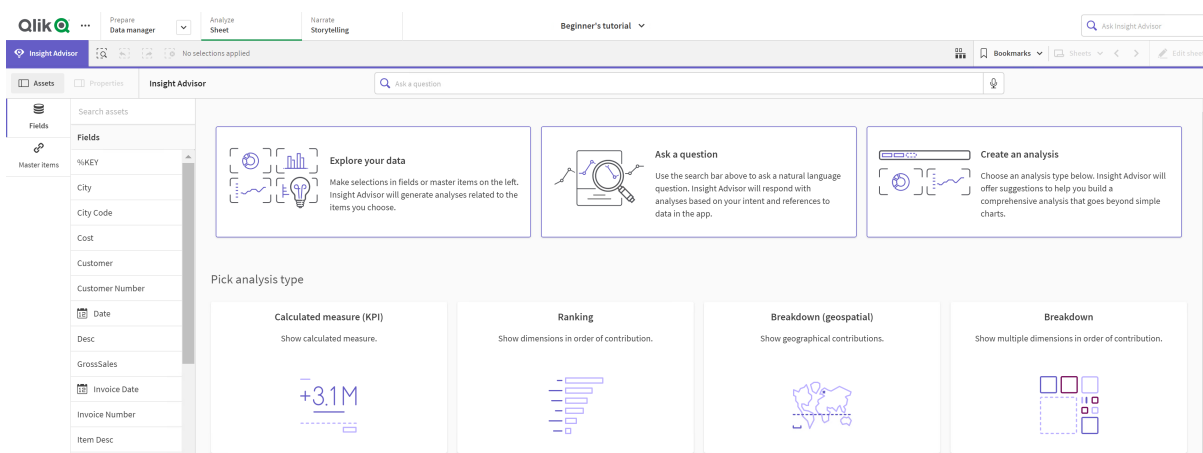 Qlik
Prepare
Data manager
Analyze
Sheet
Narrate
Storytelling
Beginner's tutorial
Ask Insight Advisor
Insight Advisor
No selections applied
Bookmarks
Sheets
Edit sheet
Assets
Properties
Insight Advisor
Ask a question
Fields
Master items
Search assets
Fields
%KEY
City
City Code
Cost
Customer
Customer Number
Date
Desc
GrossSales
Invoice Date
Invoice Number
Item Desc
Explore your data
Make selections in fields or master items on the left.
Insight Advisor will generate analyses related to the
items you choose.
Ask a question
Use the search bar above to ask a natural language
question. Insight Advisor will respond with
analyses based on your intent and references to
data in the app.
Create an analysis
Choose an analysis type below. Insight Advisor will
offer suggestions to help you build a
comprehensive analysis that goes beyond simple
charts.
Pick analysis type
Calculated measure (KPI)
Show calculated measure.
+3.1M
Ranking
Show dimensions in order of contribution.
Breakdown (geospatial)
Show geographical contributions.
Breakdown
Show multiple dimensions in order of contribution.